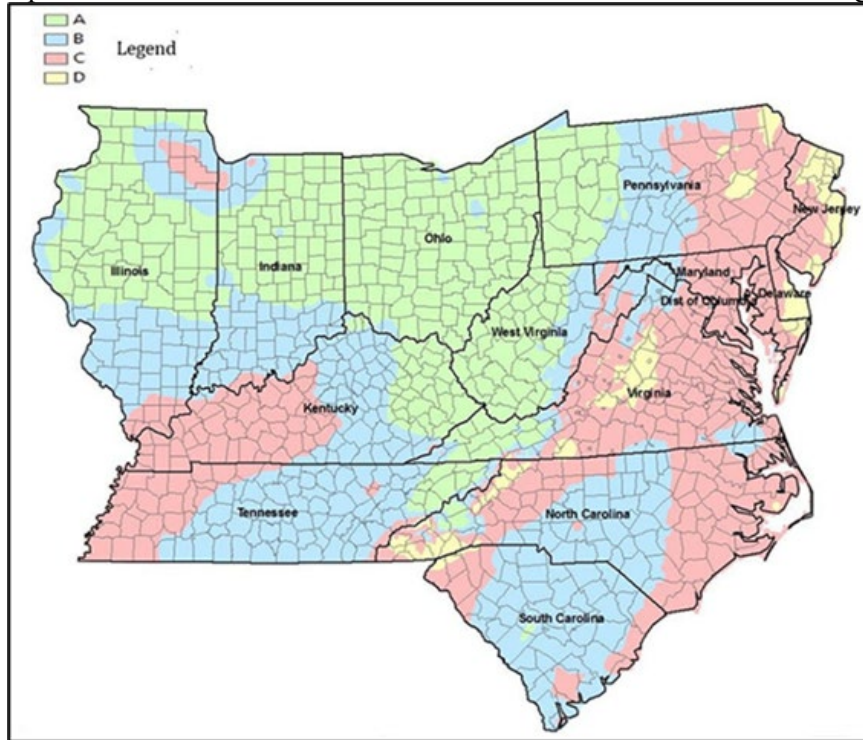 A
B
Legend
C
D
Pennsylvania
New Jersey
Ohio
Illinois
Indiana
Maryland
Dist of Columbia
Delaware
West Virginia
Virginia
Kentucky
Tennessee
North Carolina
South Carolina